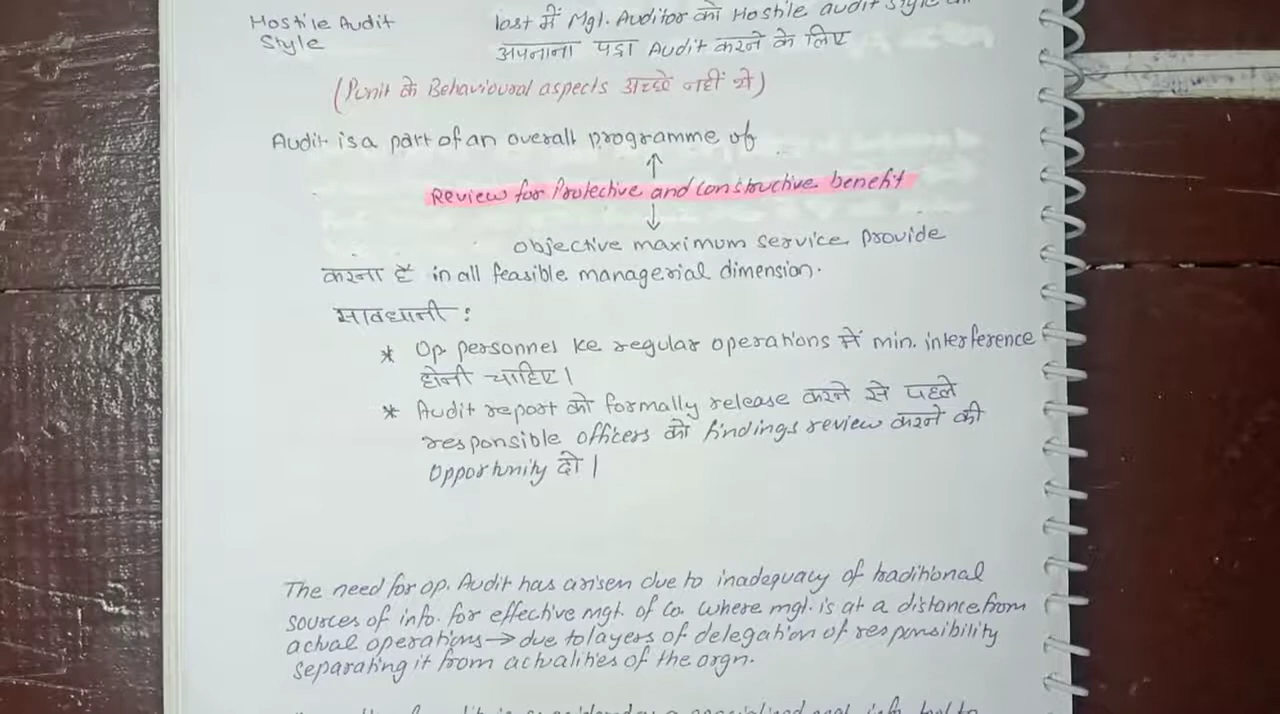 Hostile Audit Style
last में Mgl. Auditor को Hostile audit style
अपनाना पडा Audit करने के लिए
(Punit के Behavioural aspects अच्छे नहीं थे)
Audit is a part of an overall programme of
↑
Review for Protective and constructive benefit
↓
Objective maximum service provide
करना है in all feasible managerial dimension.
सावधानी :
* Op. personnel ke regular operations में min. interference
होनी चाहिए।
* Audit report को formally release करने से पहले
responsible officers को findings review करने की
opportunity दो।
The need for op. Audit has arisen due to inadequacy of traditional
sources of info. for effective mgt. of Co. where mgl. is at a distance from
actual operations → due to layers of delegation of responsibility
separating it from actualities of the orgn.